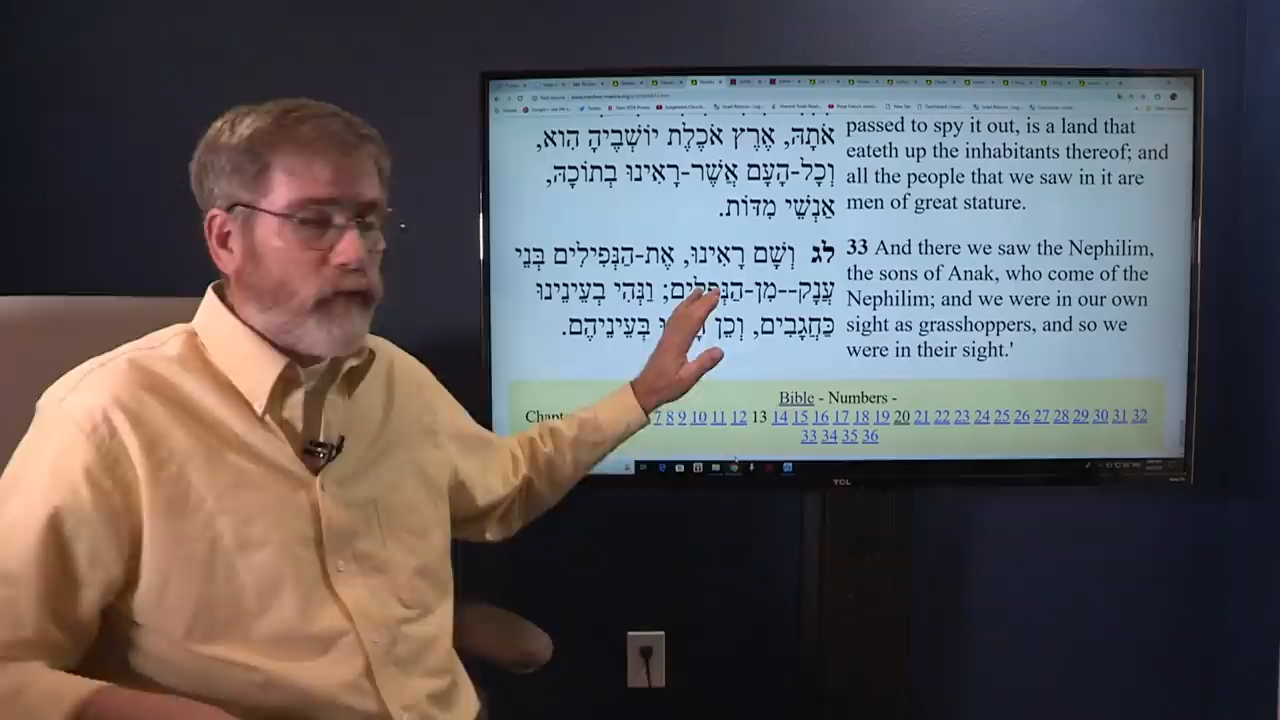 אֹתָהּ, אֶרֶץ אֹכֶלֶת יוֹשְׁבֶיהָ הִוא,
וְכָל-הָעָם אֲשֶׁר-רָאִינוּ בְתוֹכָהּ,
אַנְשֵׁי מִדּוֹת.
passed to spy it out, is a land that
eateth up the inhabitants thereof; and
all the people that we saw in it are
men of great stature.
לג וְשָׁם רָאִינוּ, אֶת-הַנְּפִילִים בְּנֵי
עֲנָק--מִן-הַנְּפִלִים; וַנְּהִי בְעֵינֵינוּ
כַּחֲגָבִים, וְכֵן בְּעֵינֵיהֶם.
33 And there we saw the Nephilim,
the sons of Anak, who come of the
Nephilim; and we were in our own
sight as grasshoppers, and so we
were in their sight.'
Bible - Numbers -
7 8 9 10 11 12 13 14 15 16 17 18 19 20 21 22 23 24 25 26 27 28 29 30 31 32
33 34 35 36
TCL